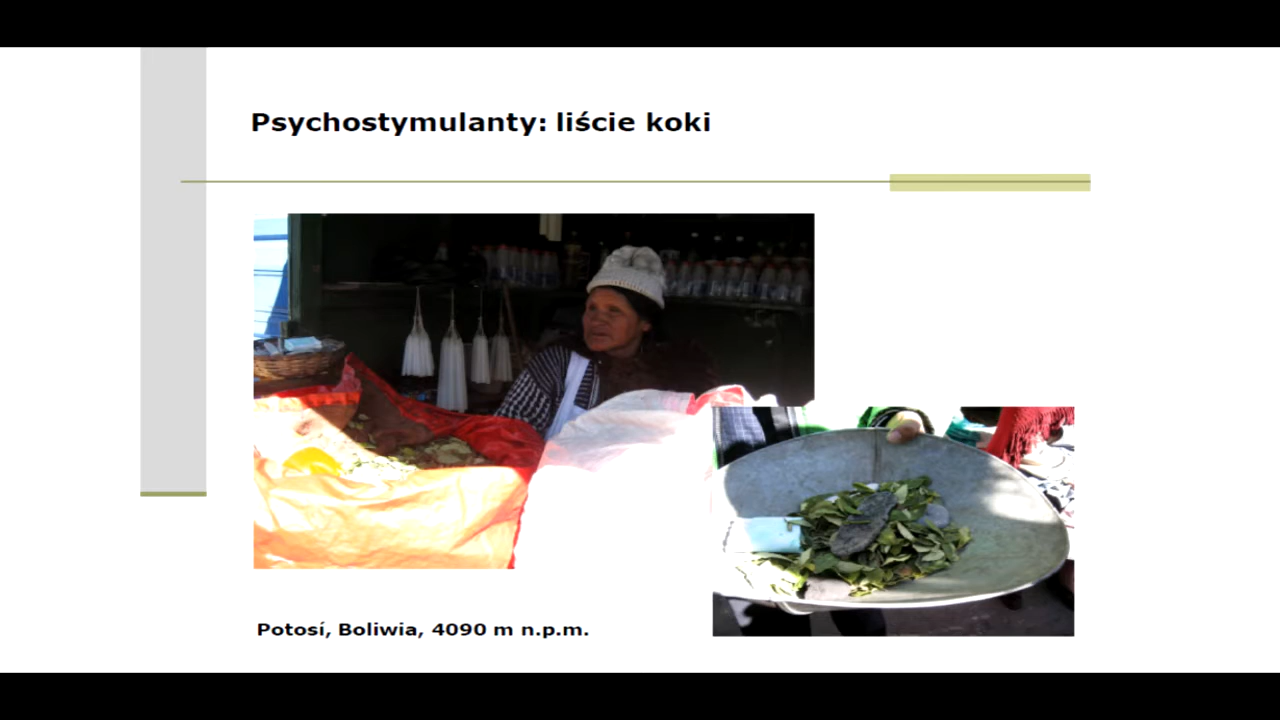 Psychostymulanty: liście koki
Potosí, Boliwia, 4090 m n.p.m.